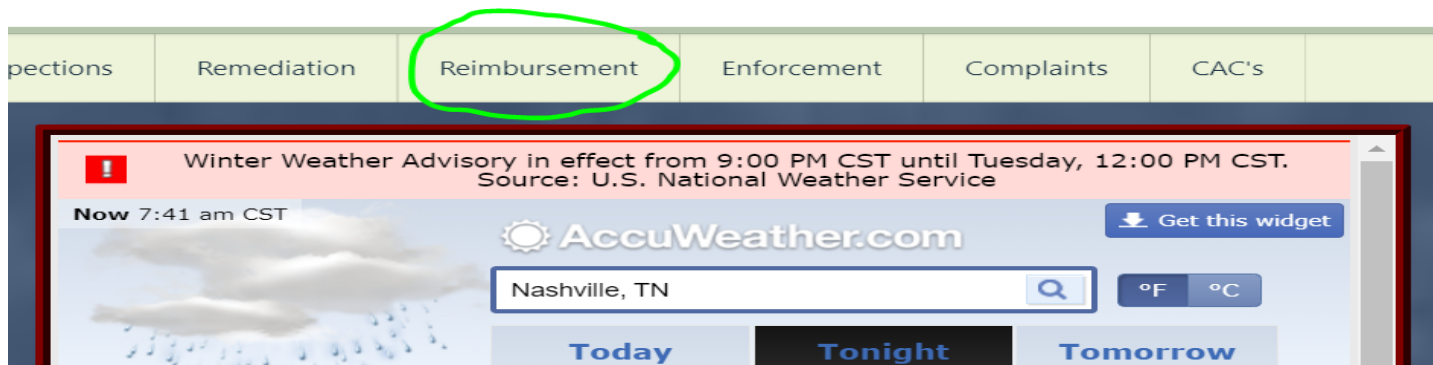 pections Remediation Reimbursement Enforcement Complaints CAC's
! Winter Weather Advisory in effect from 9:00 PM CST until Tuesday, 12:00 PM CST.
Source: U.S. National Weather Service
Now 7:41 am CST
Get this widget
AccuWeather.com
Nashville, TN
°F °C
Today Tonight Tomorrow